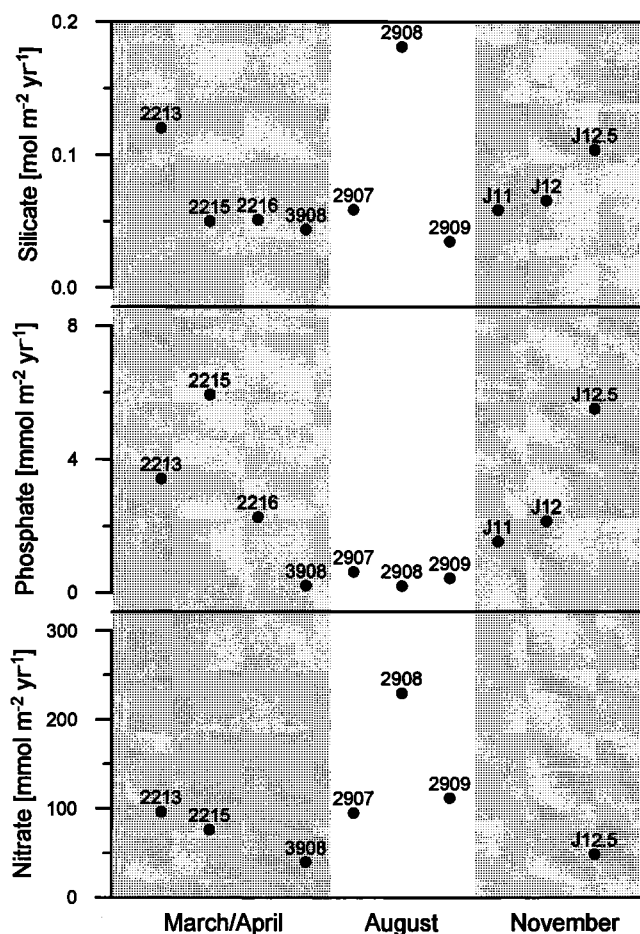 Silicate [mol m⁻² yr⁻¹]
0.2
0.1
0.0
2213
2215
2216
3908
2907
2908
2909
J11
J12
J12.5
Phosphate [mmol m⁻² yr⁻¹]
8
4
0
2213
2215
2216
3908
2907
2908
2909
J11
J12
J12.5
Nitrate [mmol m⁻² yr⁻¹]
300
200
100
0
2213
2215
3908
2907
2908
2909
J12.5
March/April
August
November